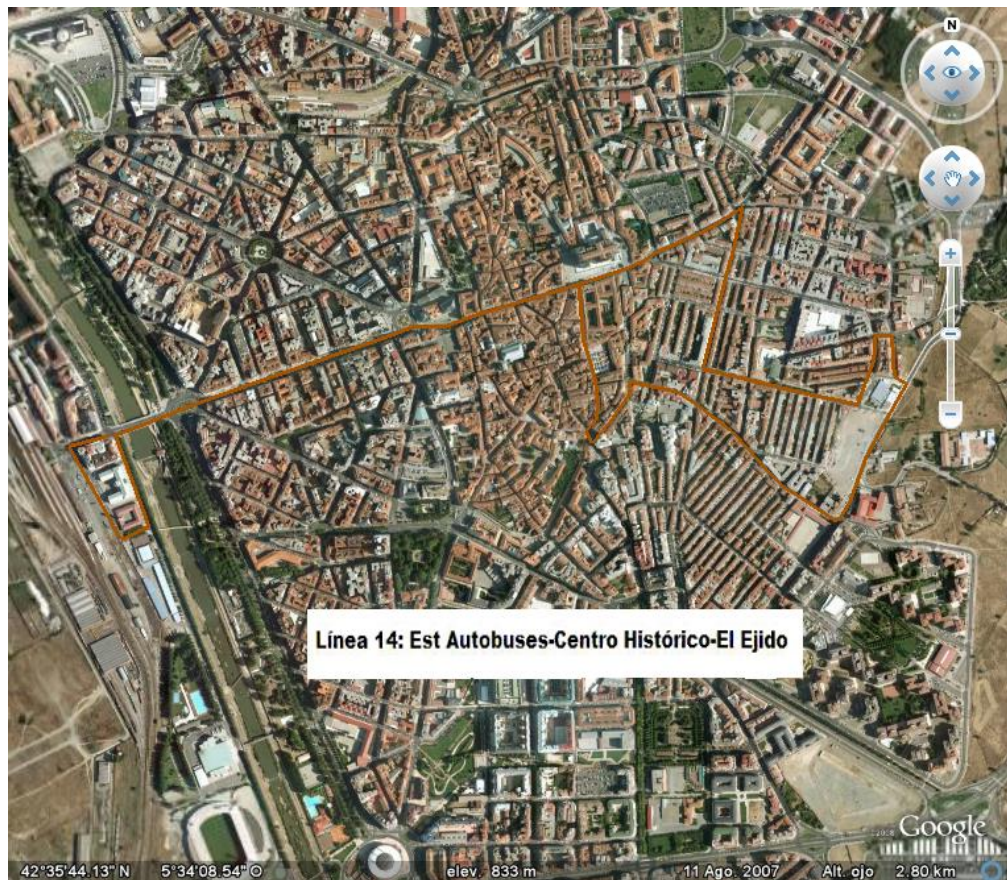 N
Línea 14: Est Autobuses-Centro Histórico-El Ejido
©2008 Google
42°35'44.13" N 5°34'08.54" O elev. 833 m 11 Ago. 2007 Alt. ojo 2.80 km